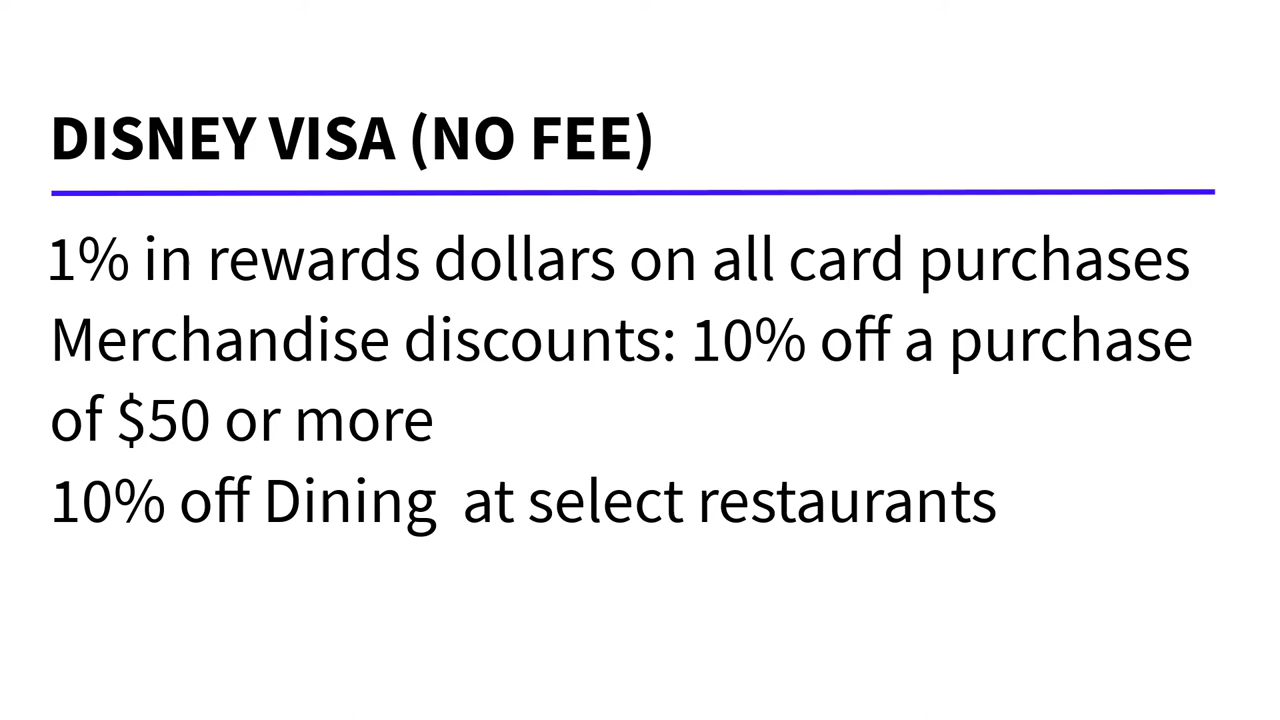 DISNEY VISA (NO FEE)
1% in rewards dollars on all card purchases
Merchandise discounts: 10% off a purchase
of $50 or more
10% off Dining  at select restaurants